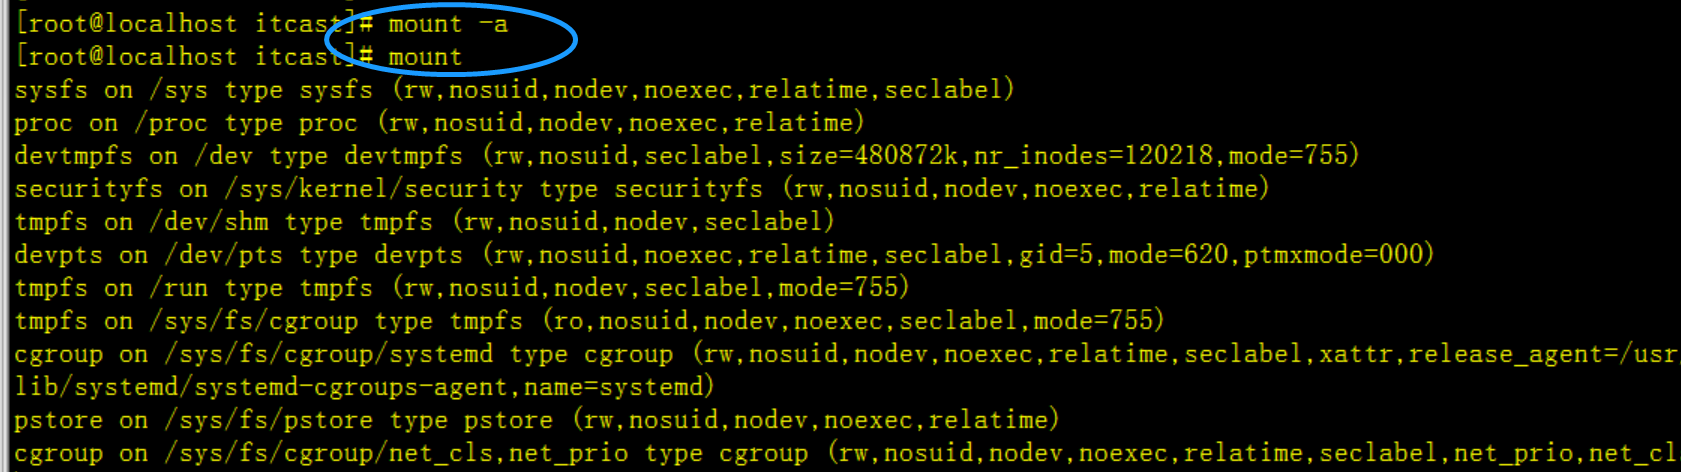 [root@localhost itcast]# mount -a
[root@localhost itcast]# mount
sysfs on /sys type sysfs (rw,nosuid,nodev,noexec,relatime,seclabel)
proc on /proc type proc (rw,nosuid,nodev,noexec,relatime)
devtmpfs on /dev type devtmpfs (rw,nosuid,seclabel,size=480872k,nr_inodes=120218,mode=755)
securityfs on /sys/kernel/security type securityfs (rw,nosuid,nodev,noexec,relatime)
tmpfs on /dev/shm type tmpfs (rw,nosuid,nodev,seclabel)
devpts on /dev/pts type devpts (rw,nosuid,noexec,relatime,seclabel,gid=5,mode=620,ptmxmode=000)
tmpfs on /run type tmpfs (rw,nosuid,nodev,seclabel,mode=755)
tmpfs on /sys/fs/cgroup type tmpfs (ro,nosuid,nodev,noexec,seclabel,mode=755)
cgroup on /sys/fs/cgroup/systemd type cgroup (rw,nosuid,nodev,noexec,relatime,seclabel,xattr,release_agent=/usr/
lib/systemd/systemd-cgroups-agent,name=systemd)
pstore on /sys/fs/pstore type pstore (rw,nosuid,nodev,noexec,relatime)
cgroup on /sys/fs/cgroup/net_cls,net_prio type cgroup (rw,nosuid,nodev,noexec,relatime,seclabel,net_prio,net_cl